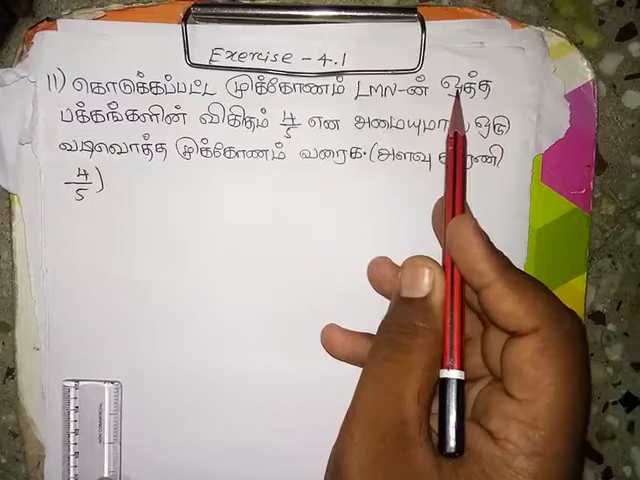 Exercise - 4.1
11) கொடுக்கப்பட்ட முக்கோணம் LMN-ன் ஒத்த
பக்கங்களின் விகிதம் 4/5 என ஒரு
வடிவொத்த முக்கோணம் வரைக. (அளவு
4/5)